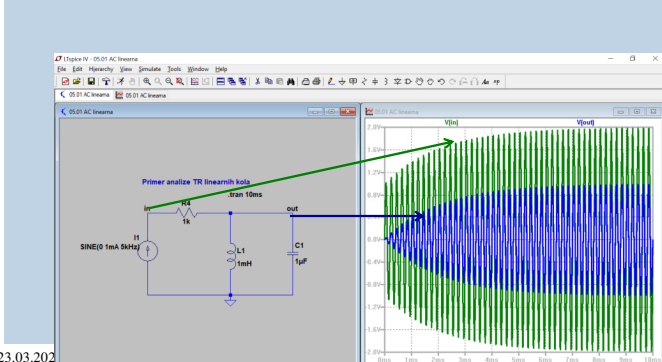 LTspice IV - 05.01 AC linearna
File Edit Hierarchy View Simulate Tools Window Help
05.01 AC linearna 05.01 AC linearna
05.01 AC linearna
05.01 AC linearna
V(in) V(out)
2.0V
1.6V
1.2V
0.8V
0.4V
0.0V
-0.4V
-0.8V
-1.2V
-1.6V
-2.0V
0ms 1ms 2ms 3ms 4ms 5ms 6ms 7ms 8ms 9ms 10ms
Primer analize TR linearnih kola
.tran 10ms
in R4 out
1k
I1
SINE(0 1mA 5kHz)
L1
1mH
C1
1µF
23.03.202